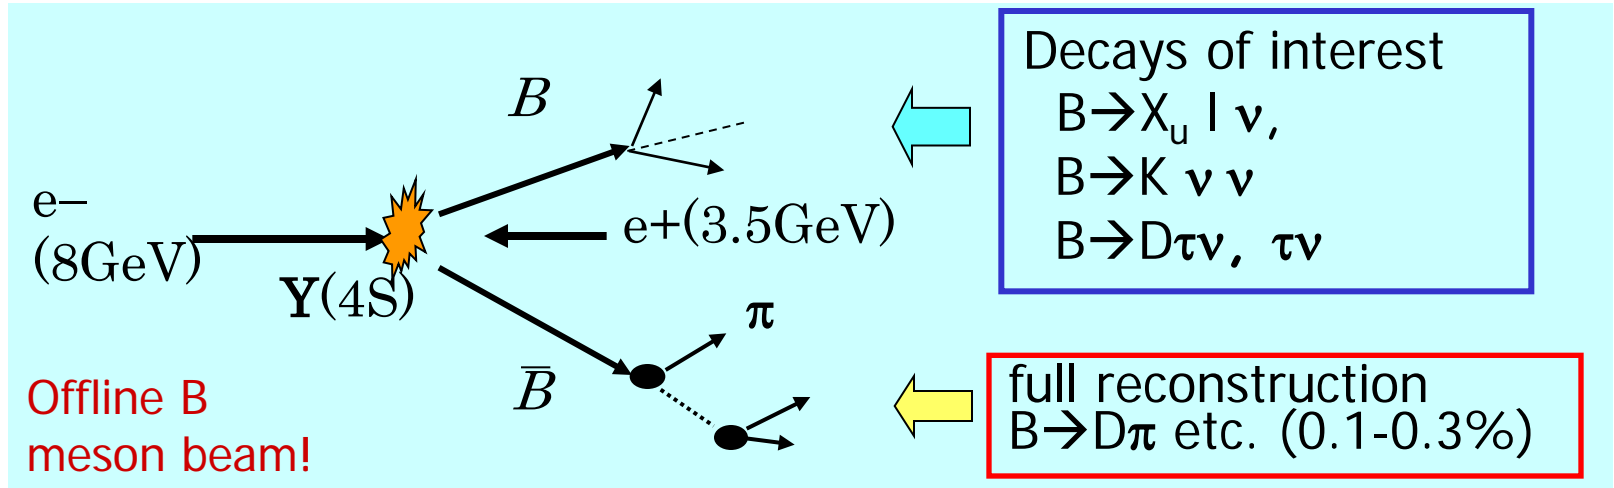 B
e−
(8GeV)
Υ(4S)
e+(3.5GeV)
π
B̅
Offline B
meson beam!
Decays of interest
B→Xᵤ l ν,
B→K ν ν
B→Dτν, τν
full reconstruction
B→Dπ etc. (0.1-0.3%)